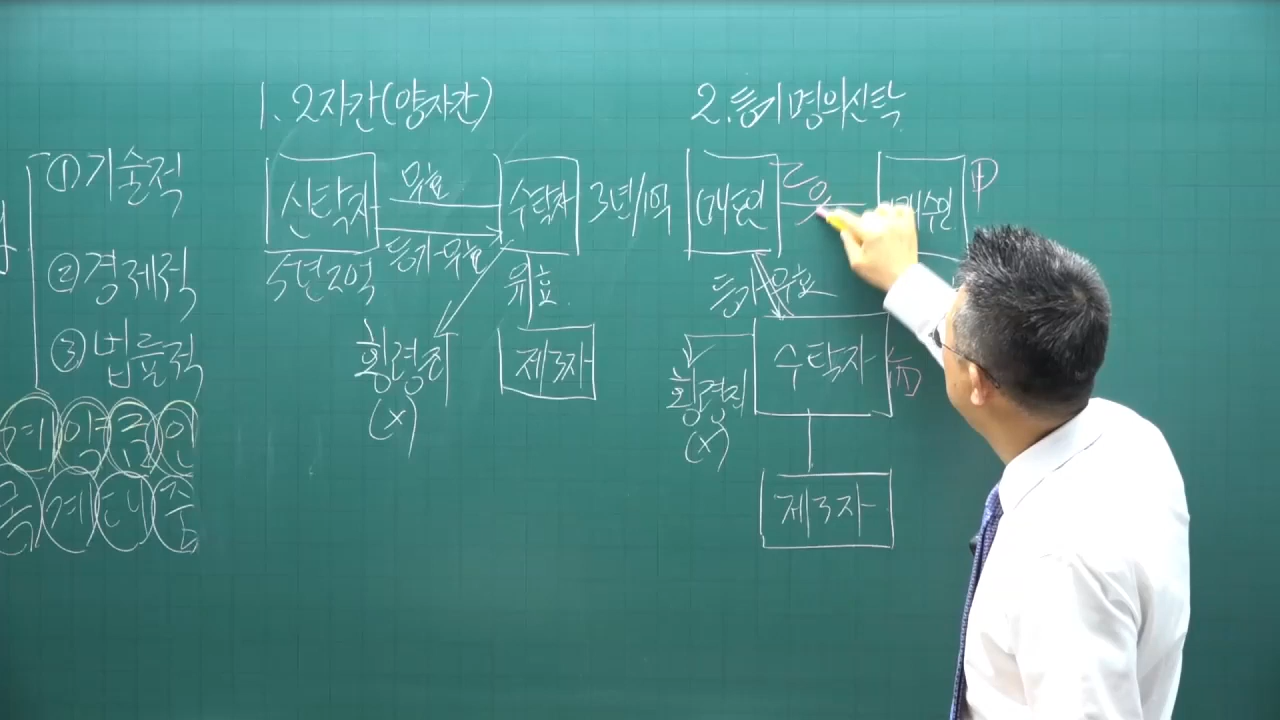 1. 2자간(양자간)
2. 등기명의신탁
①기술적
②경제적
③법률적
신탁자
무효
수탁자
등기-무효
5년2억
3년/1억
유효
횡령죄
(x)
제3자
매도인
매수인
등기-무효
수탁자
횡령죄
(x)
제3자